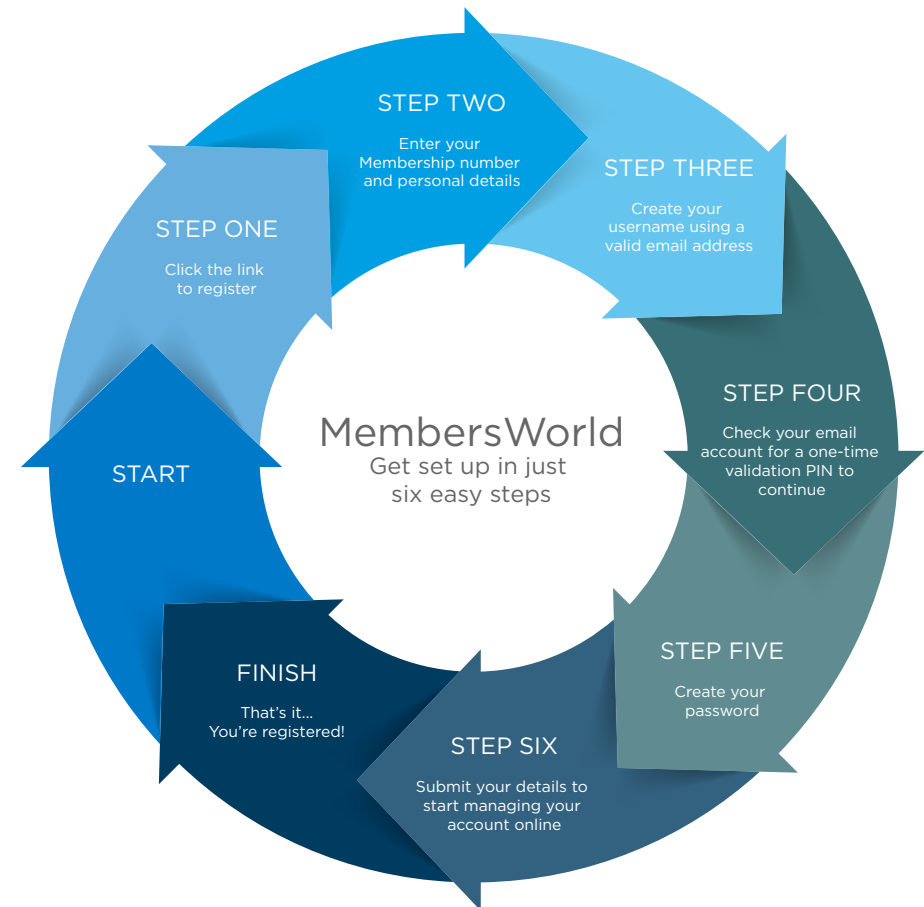 MembersWorld
Get set up in just
six easy steps
START
STEP ONE
Click the link
to register
STEP TWO
Enter your
Membership number
and personal details
STEP THREE
Create your
username using a
valid email address
STEP FOUR
Check your email
account for a one-time
validation PIN to
continue
STEP FIVE
Create your
password
STEP SIX
Submit your details to
start managing your
account online
FINISH
That’s it...
You’re registered!